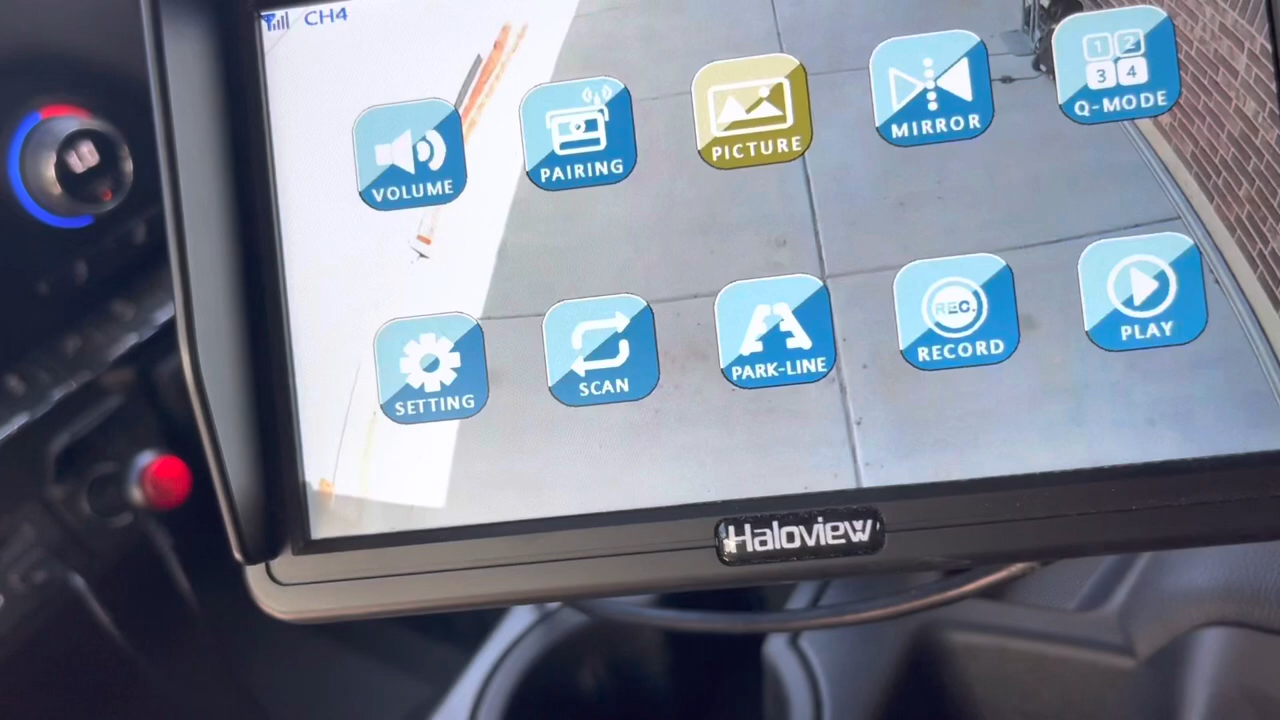 CH4
VOLUME
PAIRING
PICTURE
MIRROR
1 2
3 4
Q-MODE
SETTING
SCAN
PARK-LINE
REC.
RECORD
PLAY
Haloview